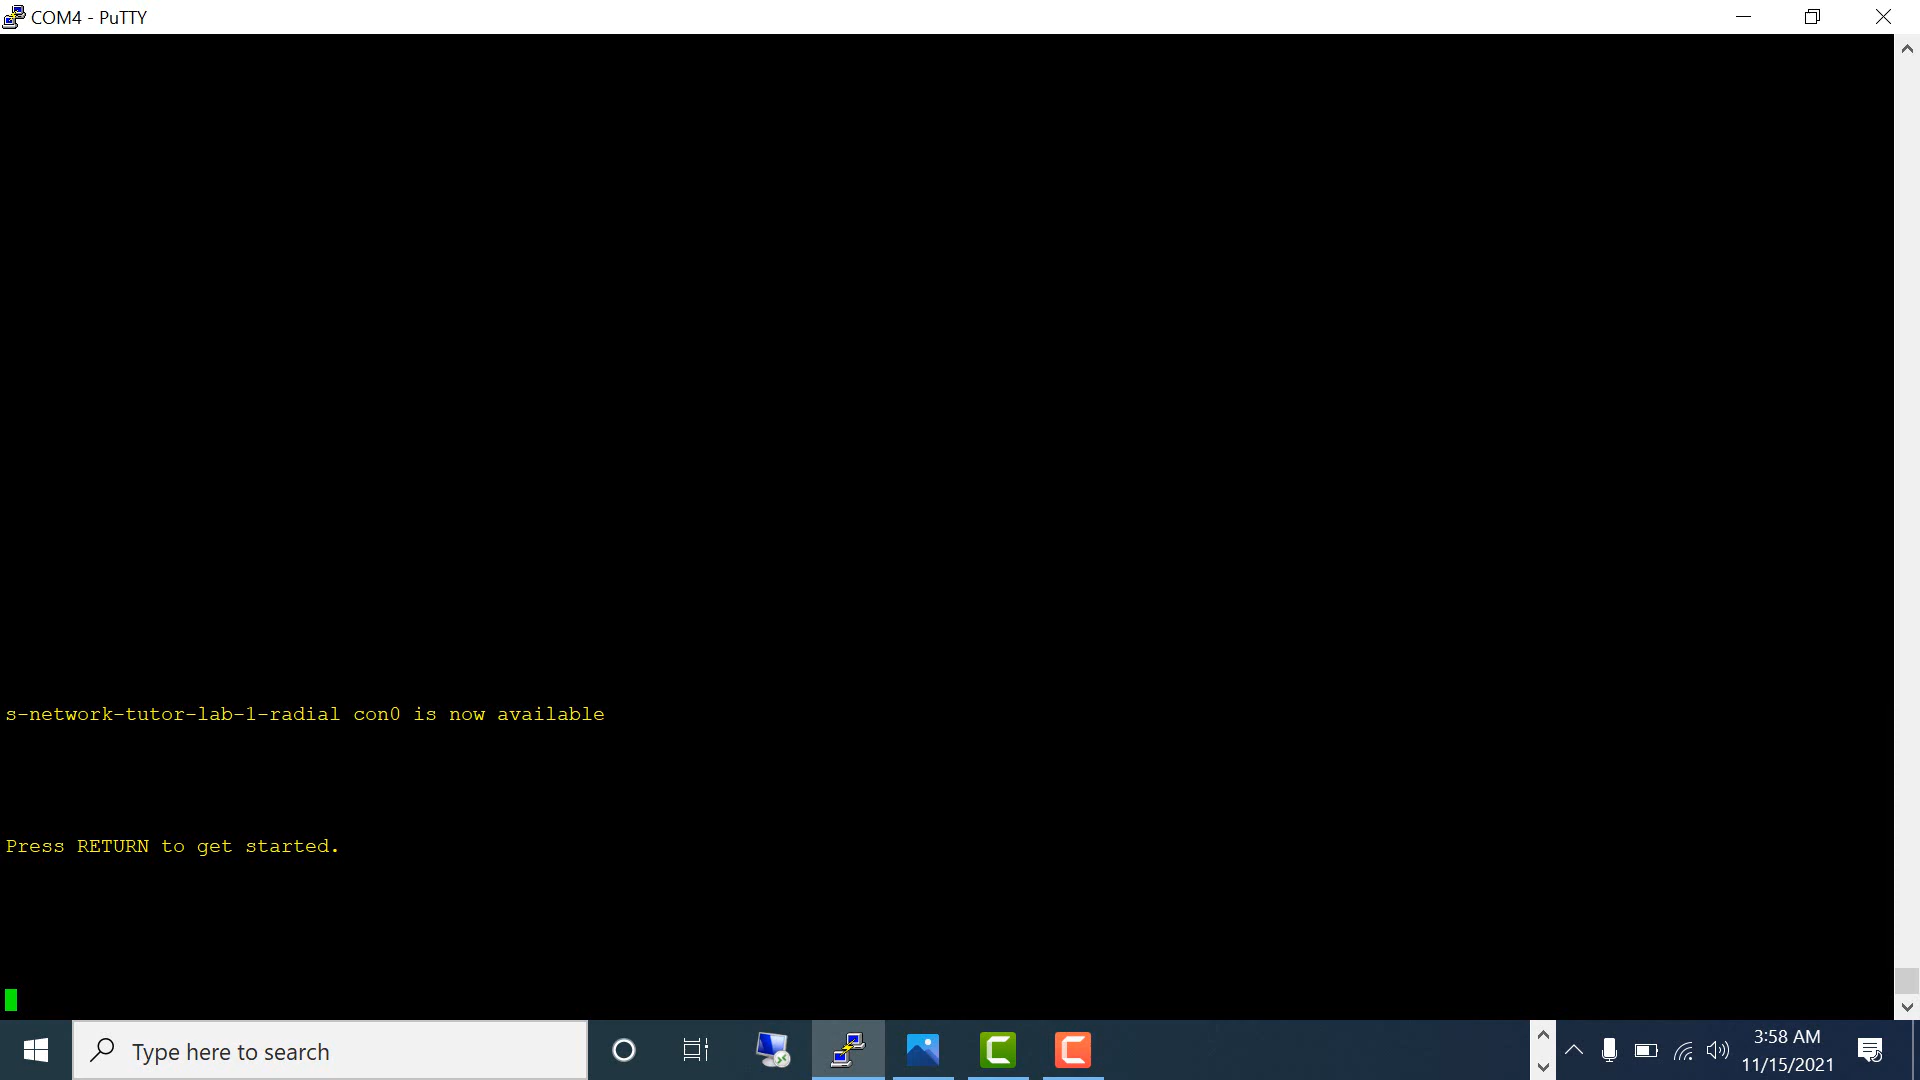 COM4 - PuTTY
s-network-tutor-lab-1-radial con0 is now available
Press RETURN to get started.
Type here to search
3:58 AM
11/15/2021